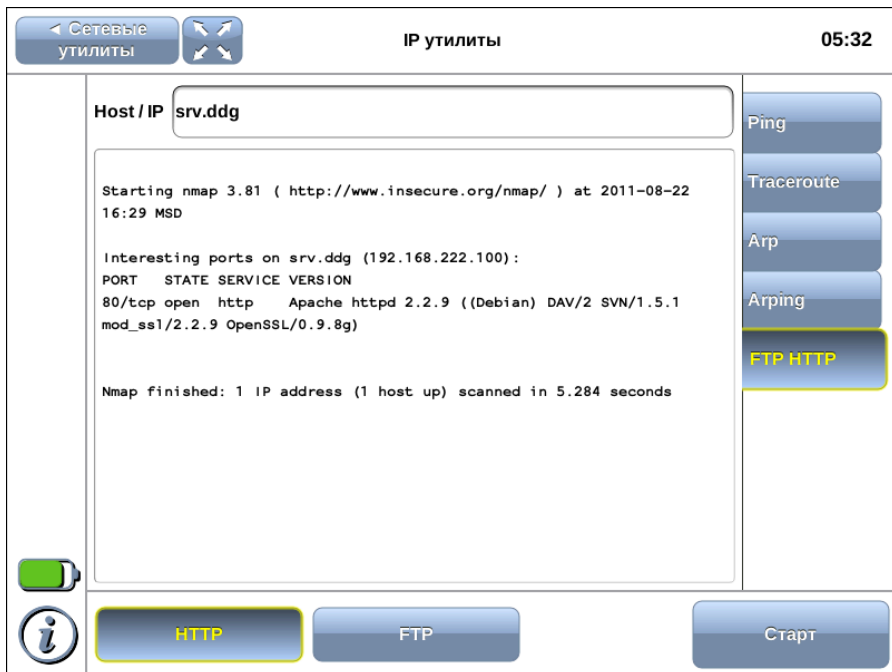 ◄ Сетевые
утилиты
IP утилиты
05:32
Host / IP srv.ddg
Starting nmap 3.81 ( http://www.insecure.org/nmap/ ) at 2011-08-22
16:29 MSD
Interesting ports on srv.ddg (192.168.222.100):
PORT   STATE SERVICE VERSION
80/tcp open  http    Apache httpd 2.2.9 ((Debian) DAV/2 SVN/1.5.1
mod_ssl/2.2.9 OpenSSL/0.9.8g)
Nmap finished: 1 IP address (1 host up) scanned in 5.284 seconds
Ping
Traceroute
Arp
Arping
FTP HTTP
i
HTTP
FTP
Старт